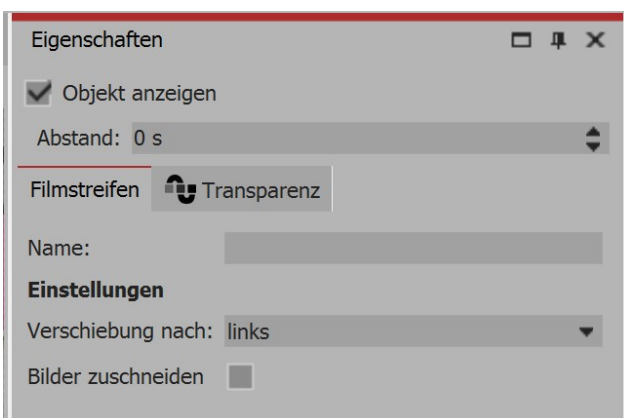 Eigenschaften
Objekt anzeigen
Abstand: 0 s
Filmstreifen Transparenz
Name:
Einstellungen
Verschiebung nach: links
Bilder zuschneiden